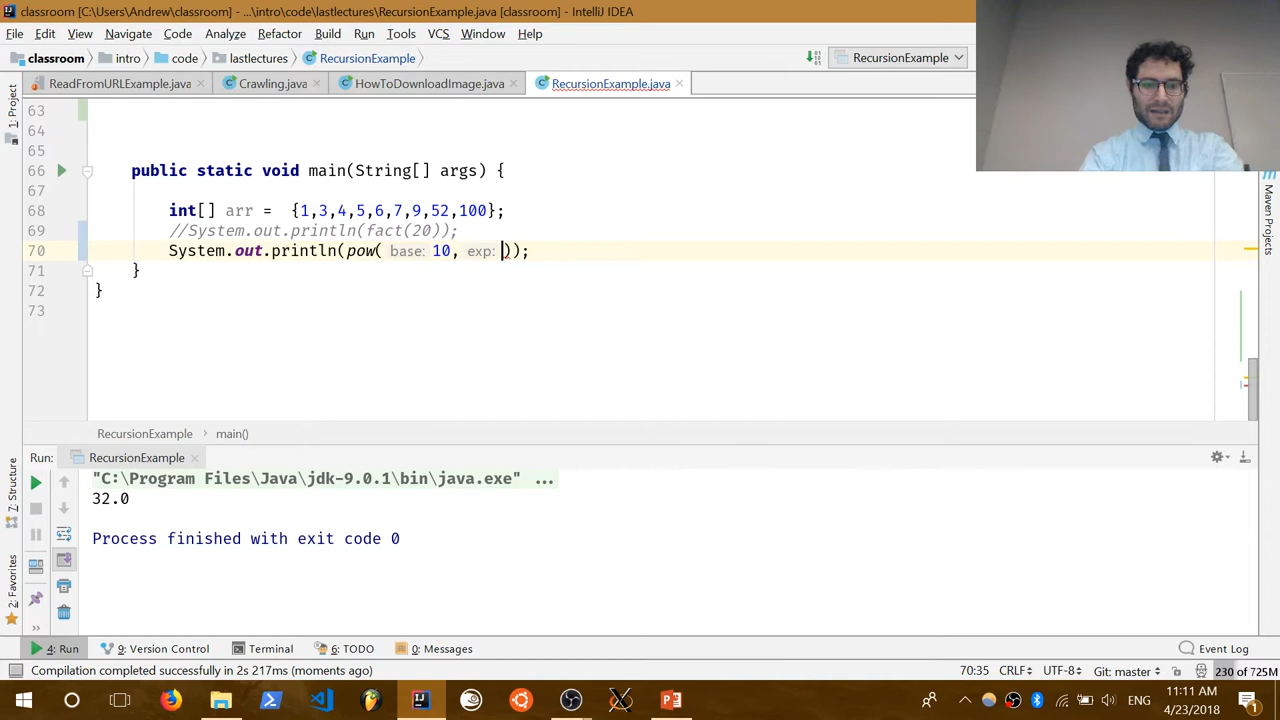 classroom [C:\Users\Andrew\classroom] - ...\intro\code\lastlectures\RecursionExample.java [classroom] - IntelliJ IDEA
File Edit View Navigate Code Analyze Refactor Build Run Tools VCS Window Help
classroom intro code lastlectures RecursionExample RecursionExample
ReadFromURLExample.java Crawling.java HowToDownloadImage.java RecursionExample.java
1: Project
Maven Projects
63
64
65
66 public static void main(String[] args) {
67
68 int[] arr = {1,3,4,5,6,7,9,52,100};
69 //System.out.println(fact(20));
70 System.out.println(pow( base: 10, exp: ));
71 }
72 }
73
RecursionExample main()
Run: RecursionExample
"C:\Program Files\Java\jdk-9.0.1\bin\java.exe" ...
32.0
Process finished with exit code 0
7: Structure
2: Favorites
4: Run 9: Version Control Terminal 6: TODO 0: Messages Event Log
Compilation completed successfully in 2s 217ms (moments ago) 70:35 CRLF UTF-8 Git: master 230 of 725M
ENG 11:11 AM
4/23/2018